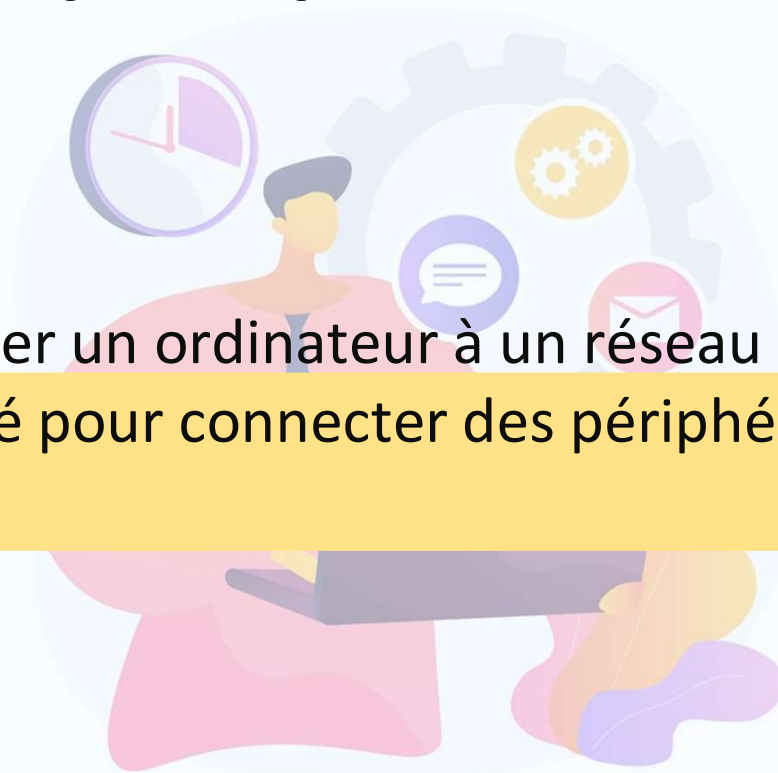 er un ordinateur à un réseau
é pour connecter des périphé